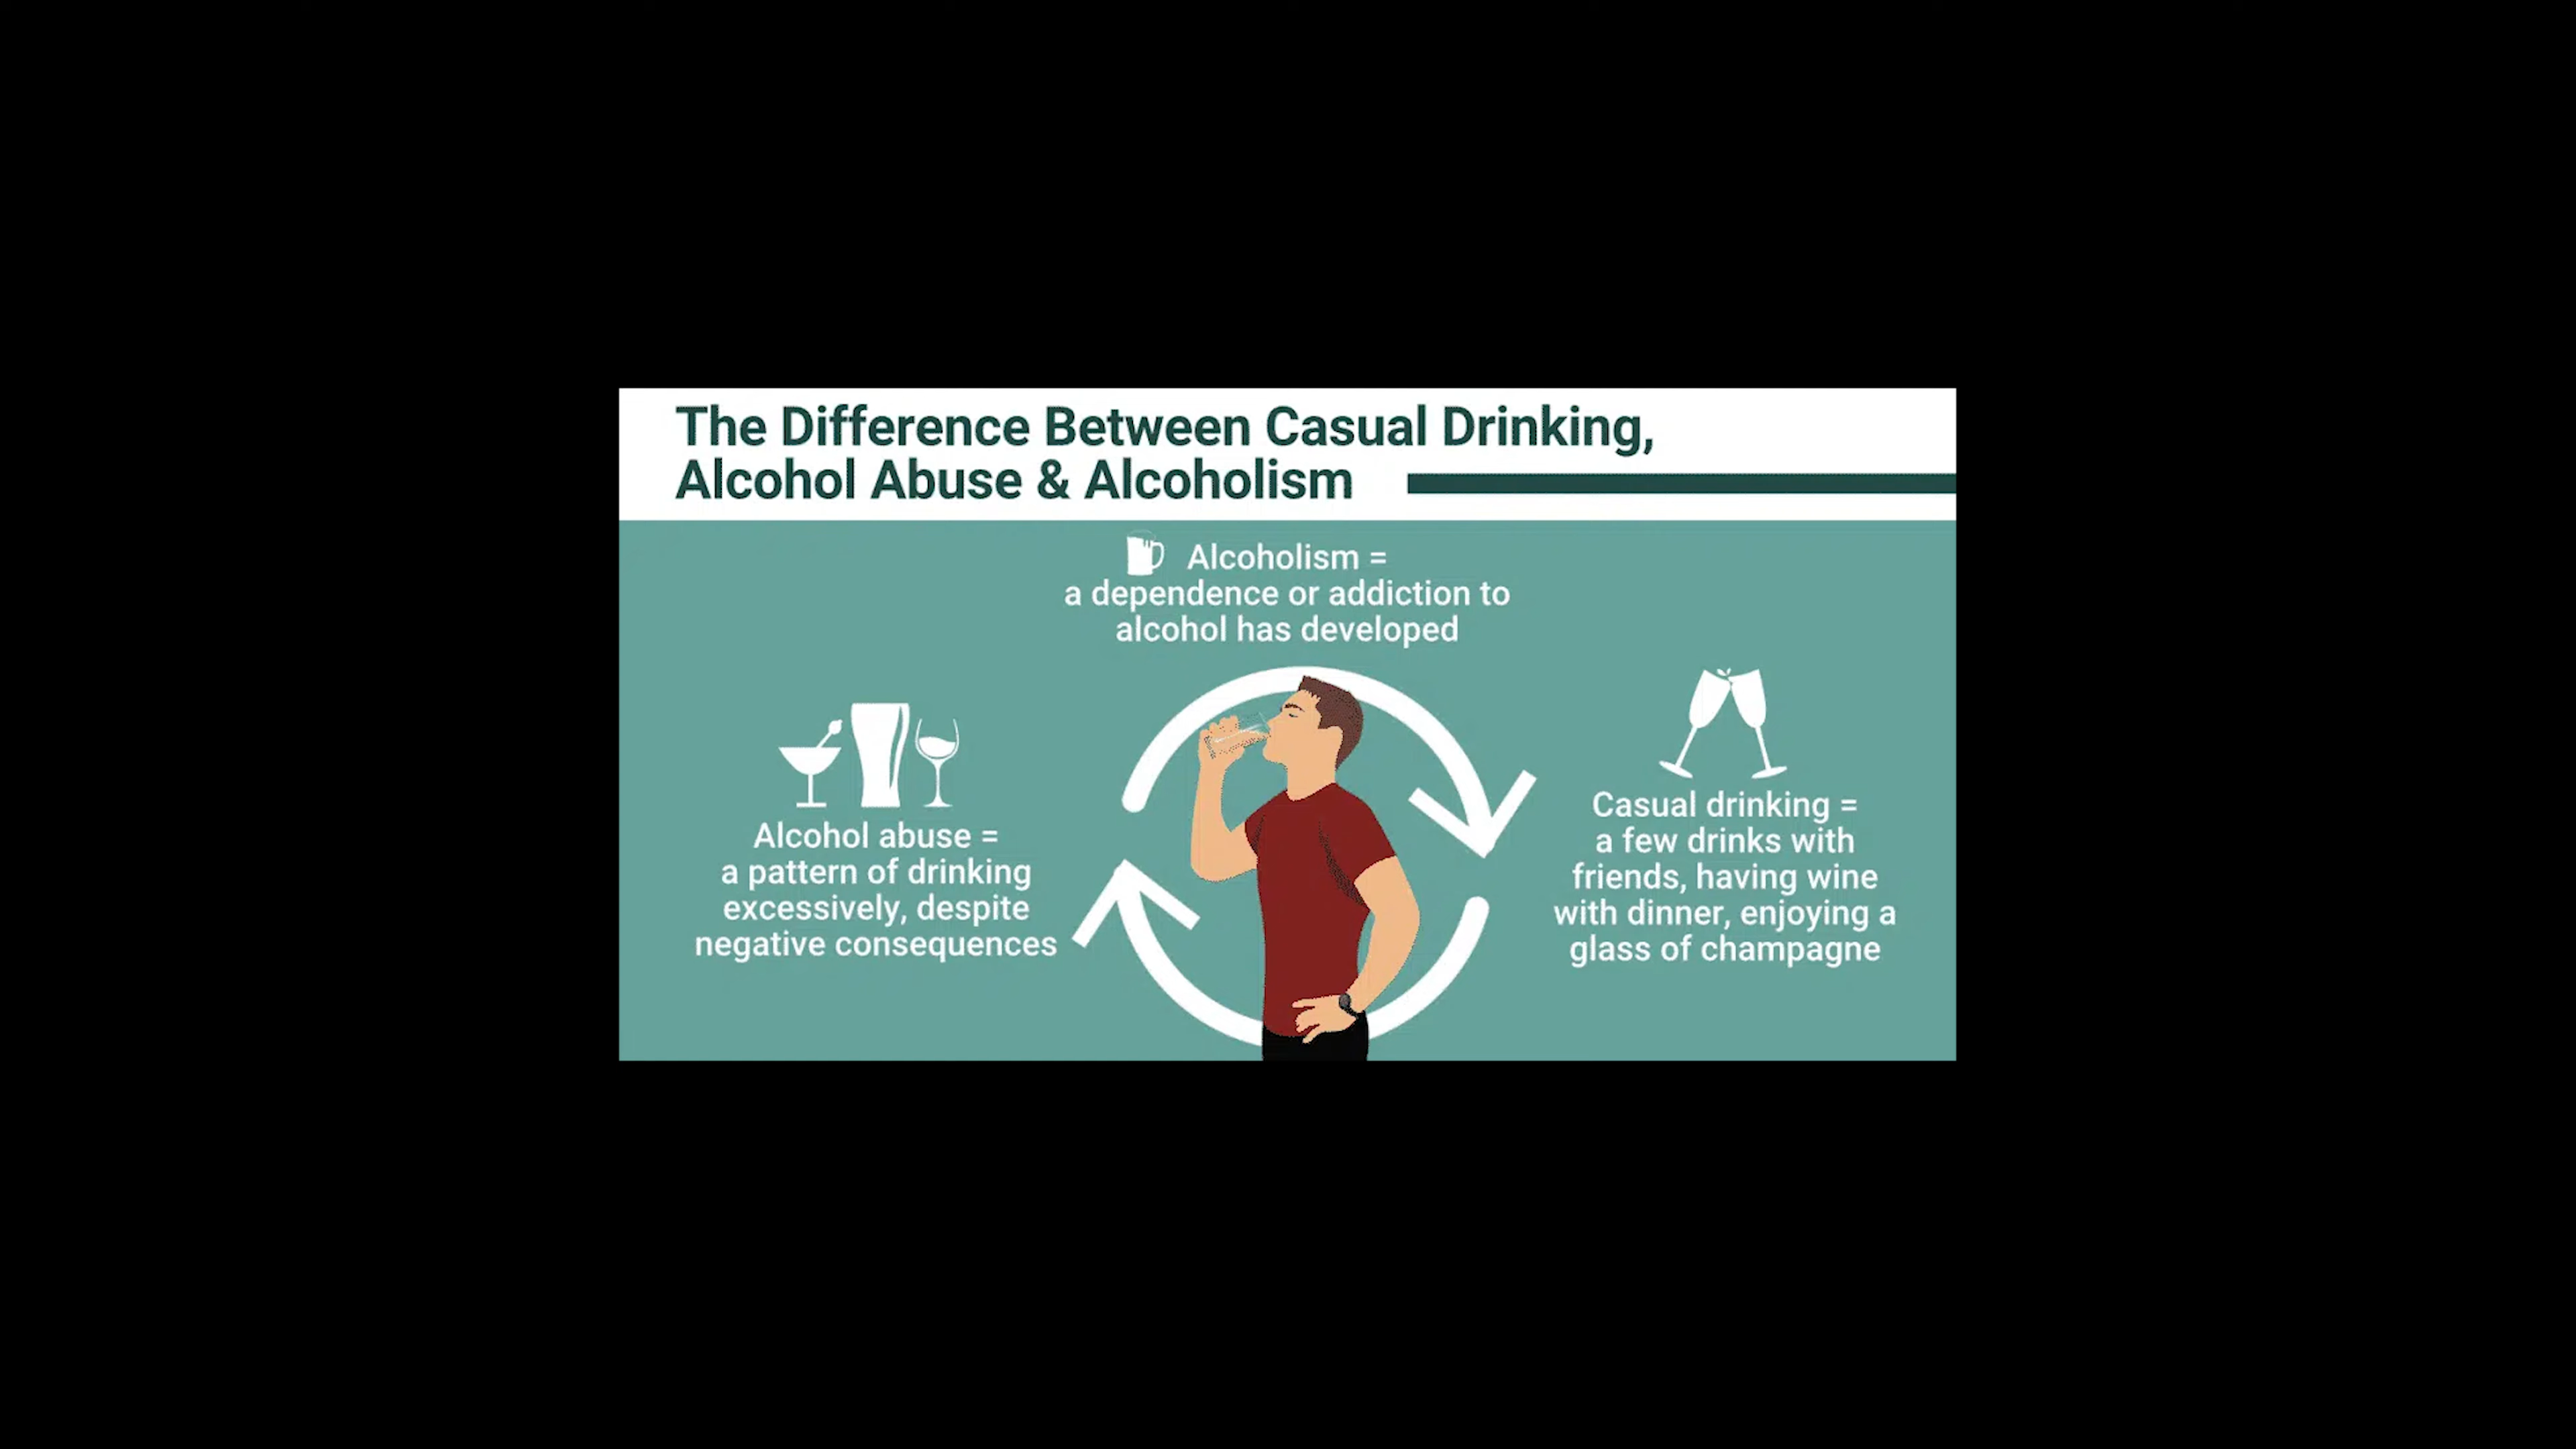 The Difference Between Casual Drinking,
Alcohol Abuse & Alcoholism
Alcoholism =
a dependence or addiction to
alcohol has developed
Alcohol abuse =
a pattern of drinking
excessively, despite
negative consequences
Casual drinking =
a few drinks with
friends, having wine
with dinner, enjoying a
glass of champagne